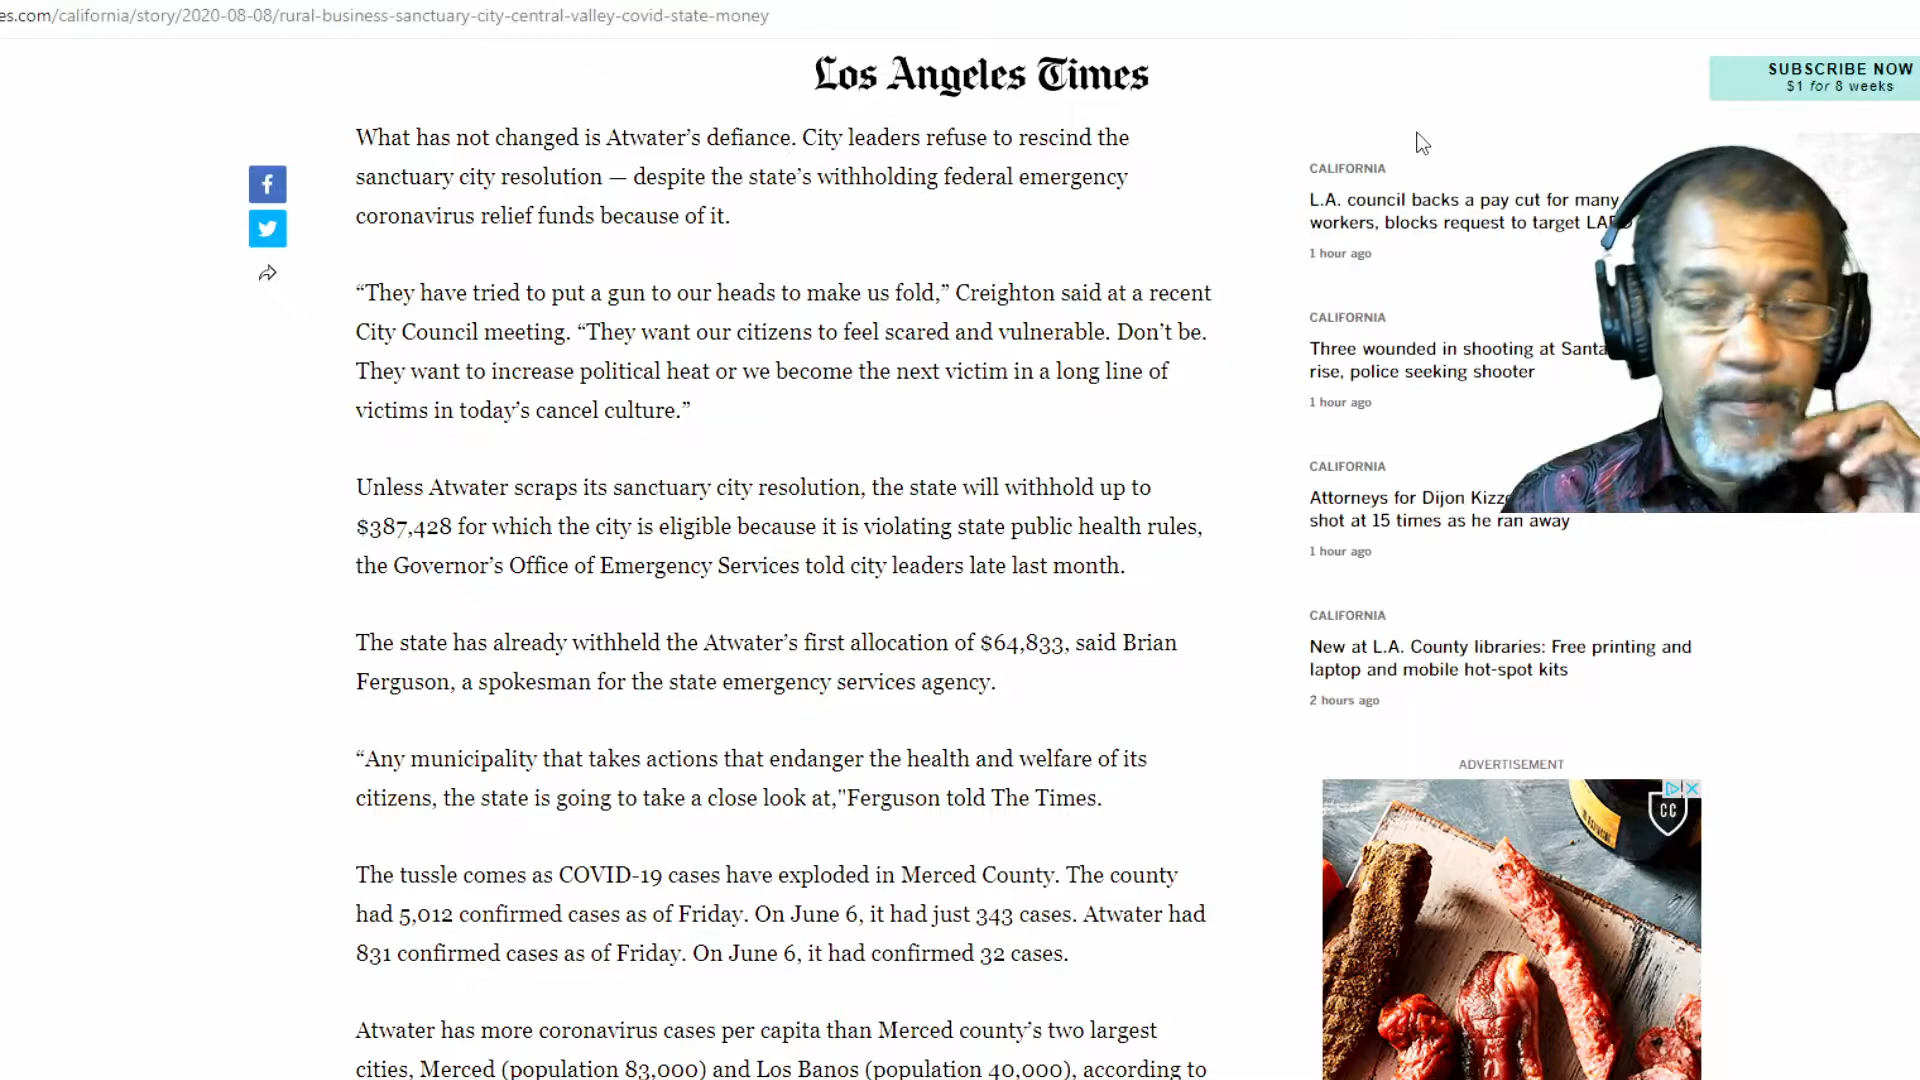 es.com/california/story/2020-08-08/rural-business-sanctuary-city-central-valley-covid-state-money
Los Angeles Times
SUBSCRIBE NOW
$1 for 8 weeks
What has not changed is Atwater’s defiance. City leaders refuse to rescind the
sanctuary city resolution — despite the state’s withholding federal emergency
coronavirus relief funds because of it.
“They have tried to put a gun to our heads to make us fold,” Creighton said at a recent
City Council meeting. “They want our citizens to feel scared and vulnerable. Don’t be.
They want to increase political heat or we become the next victim in a long line of
victims in today’s cancel culture.”
Unless Atwater scraps its sanctuary city resolution, the state will withhold up to
$387,428 for which the city is eligible because it is violating state public health rules,
the Governor’s Office of Emergency Services told city leaders late last month.
The state has already withheld the Atwater’s first allocation of $64,833, said Brian
Ferguson, a spokesman for the state emergency services agency.
“Any municipality that takes actions that endanger the health and welfare of its
citizens, the state is going to take a close look at,"Ferguson told The Times.
The tussle comes as COVID-19 cases have exploded in Merced County. The county
had 5,012 confirmed cases as of Friday. On June 6, it had just 343 cases. Atwater had
831 confirmed cases as of Friday. On June 6, it had confirmed 32 cases.
Atwater has more coronavirus cases per capita than Merced county’s two largest
cities, Merced (population 83,000) and Los Banos (population 40,000), according to
CALIFORNIA
L.A. council backs a pay cut for many
workers, blocks request to target
1 hour ago
CALIFORNIA
Three wounded in shooting at Santa
rise, police seeking shooter
1 hour ago
CALIFORNIA
Attorneys for Dijon
shot at 15 times as he ran away
1 hour ago
CALIFORNIA
New at L.A. County libraries: Free printing and
laptop and mobile hot-spot kits
2 hours ago
ADVERTISEMENT
CC